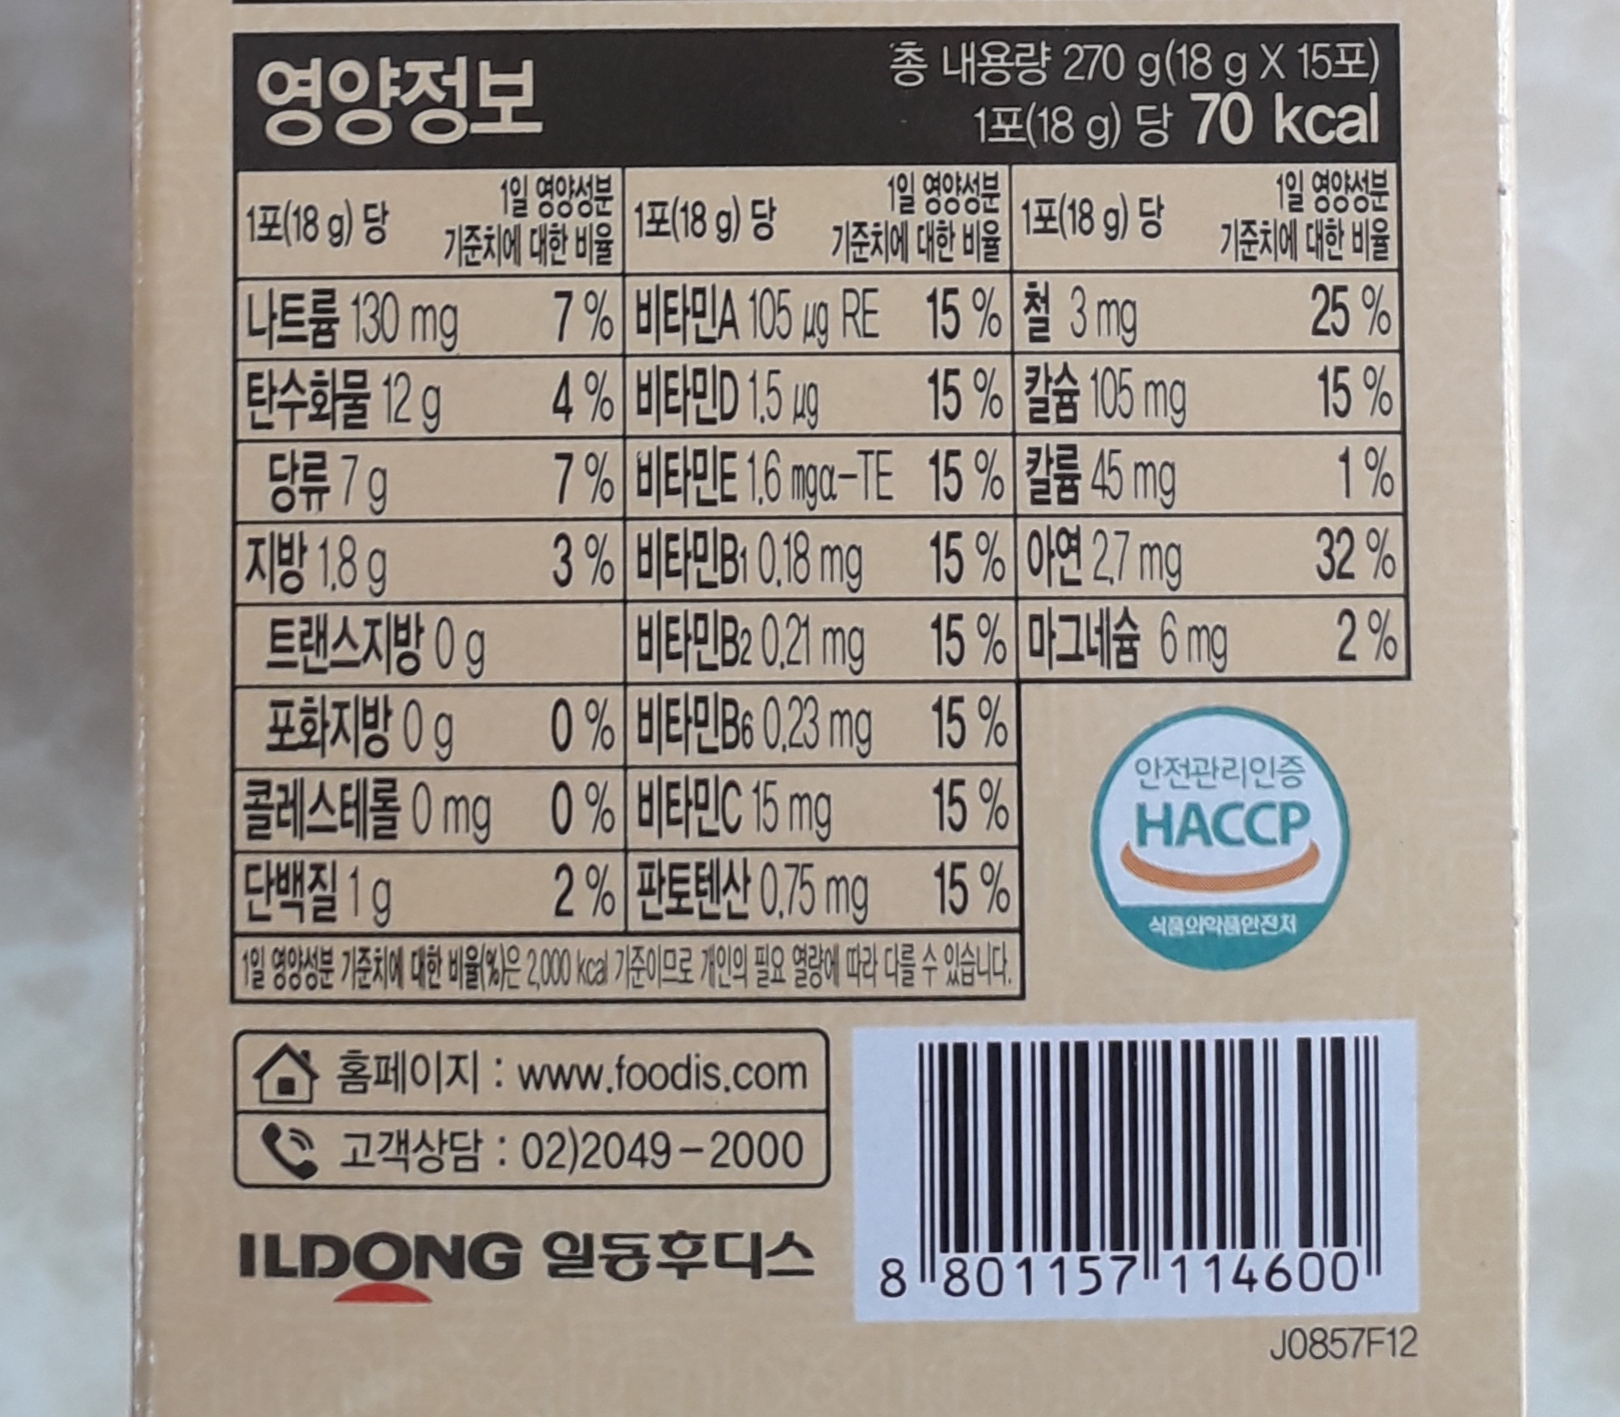 영양정보
총 내용량 270 g(18 g X 15포)
1포(18 g) 당 70 kcal
1포(18 g) 당 1일 영양성분 기준치에 대한 비율
나트륨 130 mg 7 %
탄수화물 12 g 4 %
당류 7 g 7 %
지방 1.8 g 3 %
트랜스지방 0 g
포화지방 0 g 0 %
콜레스테롤 0 mg 0 %
단백질 1 g 2 %
1포(18 g) 당 1일 영양성분 기준치에 대한 비율
비타민A 105 μg RE 15 %
비타민D 1.5 μg 15 %
비타민E 1.6 mgα-TE 15 %
비타민B1 0.18 mg 15 %
비타민B2 0.21 mg 15 %
비타민B6 0.23 mg 15 %
비타민C 15 mg 15 %
판토텐산 0.75 mg 15 %
1포(18 g) 당 1일 영양성분 기준치에 대한 비율
철 3 mg 25 %
칼슘 105 mg 15 %
칼륨 45 mg 1 %
아연 2.7 mg 32 %
마그네슘 6 mg 2 %
1일 영양성분 기준치에 대한 비율(%)은 2,000 kcal 기준이므로 개인의 필요 열량에 따라 다를 수 있습니다.
안전관리인증
HACCP
식품의약품안전처
홈페이지 : www.foodis.com
고객상담 : 02)2049-2000
ILDONG 일동후디스
8 801157 114600
J0857F12